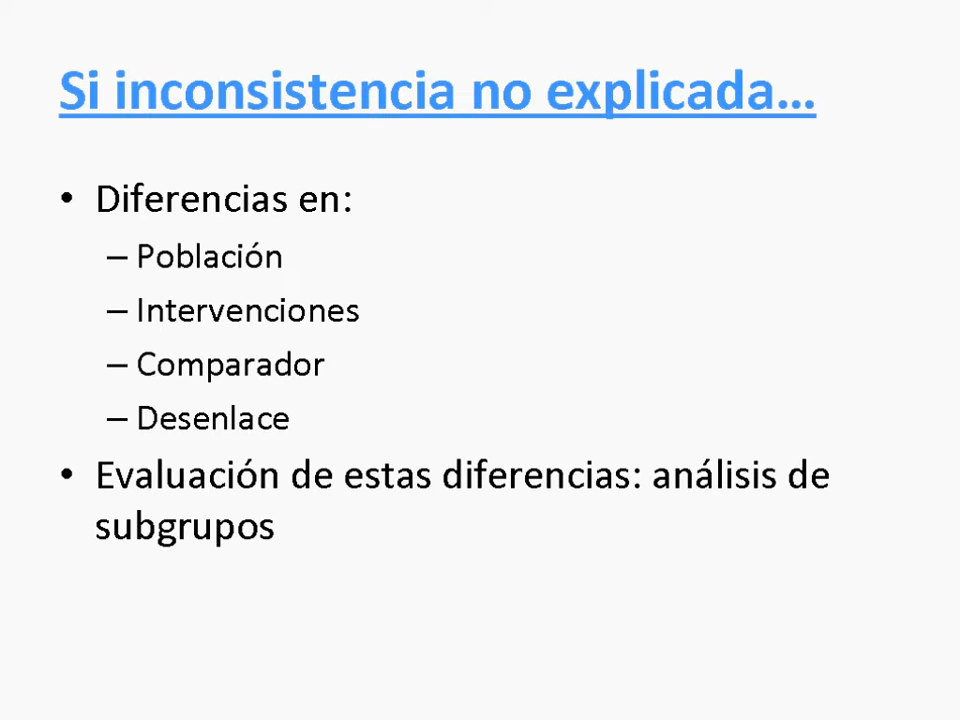 Si inconsistencia no explicada…
• Diferencias en:
– Población
– Intervenciones
– Comparador
– Desenlace
• Evaluación de estas diferencias: análisis de
subgrupos